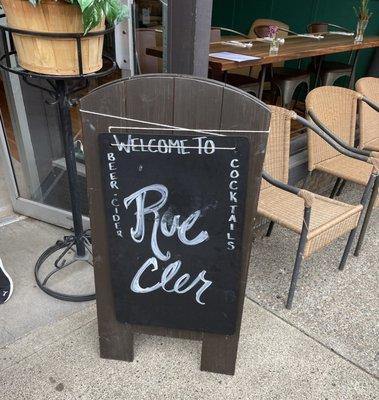 WELCOME TO
BEER-CIDER
Rue
Cler
COCKTAILS